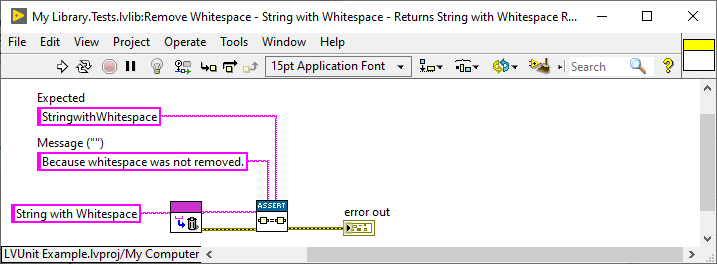 My Library.Tests.lvlib:Remove Whitespace - String with Whitespace - Returns String with Whitespace R...
File Edit View Project Operate Tools Window Help
15pt Application Font Search
Expected
StringwithWhitespace
Message ("")
Because whitespace was not removed.
String with Whitespace
ASSERT
error out
LVUnit Example.lvproj/My Computer